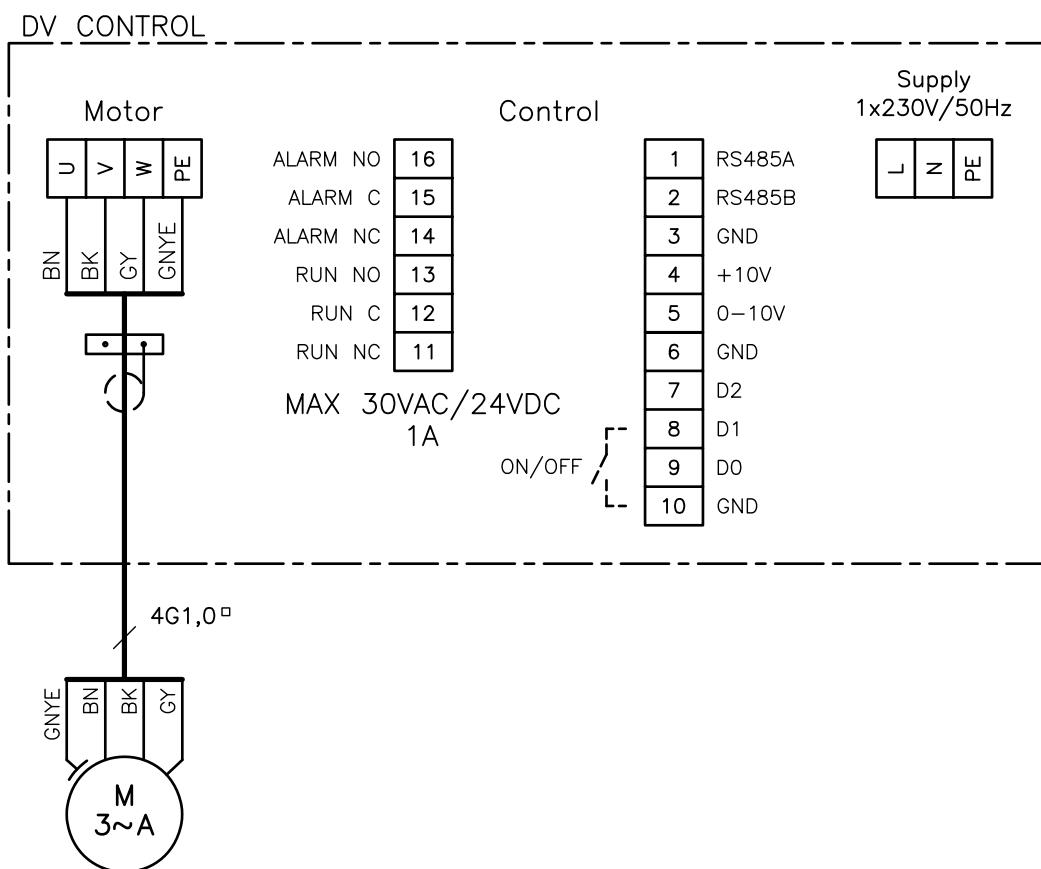 DV CONTROL
Motor
U V W PE
BN BK GY GNYE
Control
ALARM NO 16
ALARM C 15
ALARM NC 14
RUN NO 13
RUN C 12
RUN NC 11
MAX 30VAC/24VDC
1A
1 RS485A
2 RS485B
3 GND
4 +10V
5 0-10V
6 GND
7 D2
8 D1
9 D0
10 GND
ON/OFF
Supply
1x230V/50Hz
L N PE
4G1,0□
GNYE BN BK GY
M
3~A